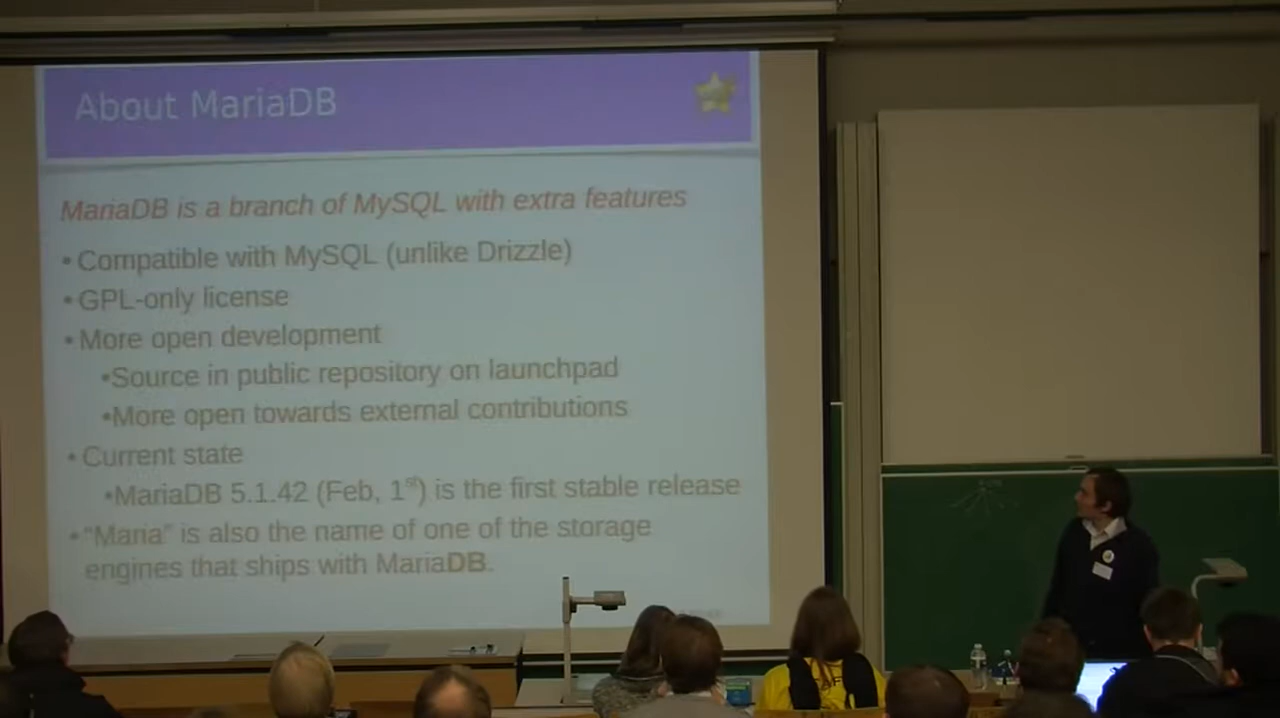 About MariaDB
MariaDB is a branch of MySQL with extra features
• Compatible with MySQL (unlike Drizzle)
• GPL-only license
• More open development
•Source in public repository on launchpad
•More open towards external contributions
• Current state
•MariaDB 5.1.42 (Feb, 1st) is the first stable release
• “Maria” is also the name of one of the storage
engines that ships with MariaDB.